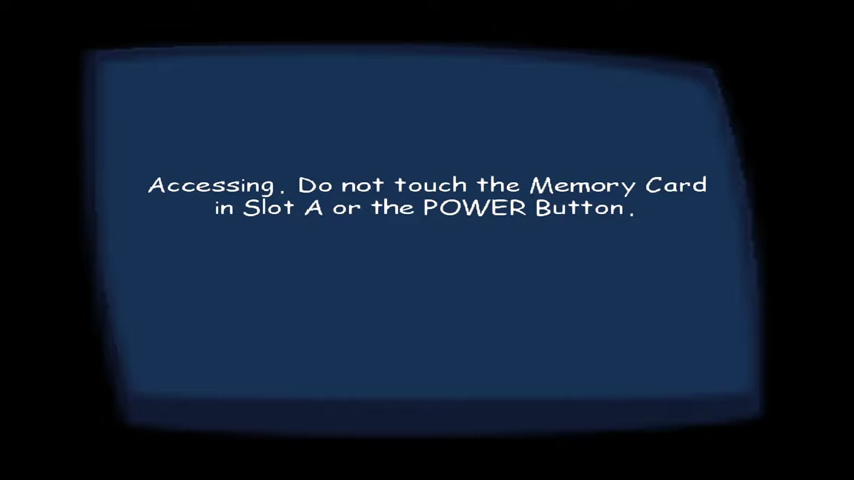 Accessing. Do not touch the Memory Card
in Slot A or the POWER Button.